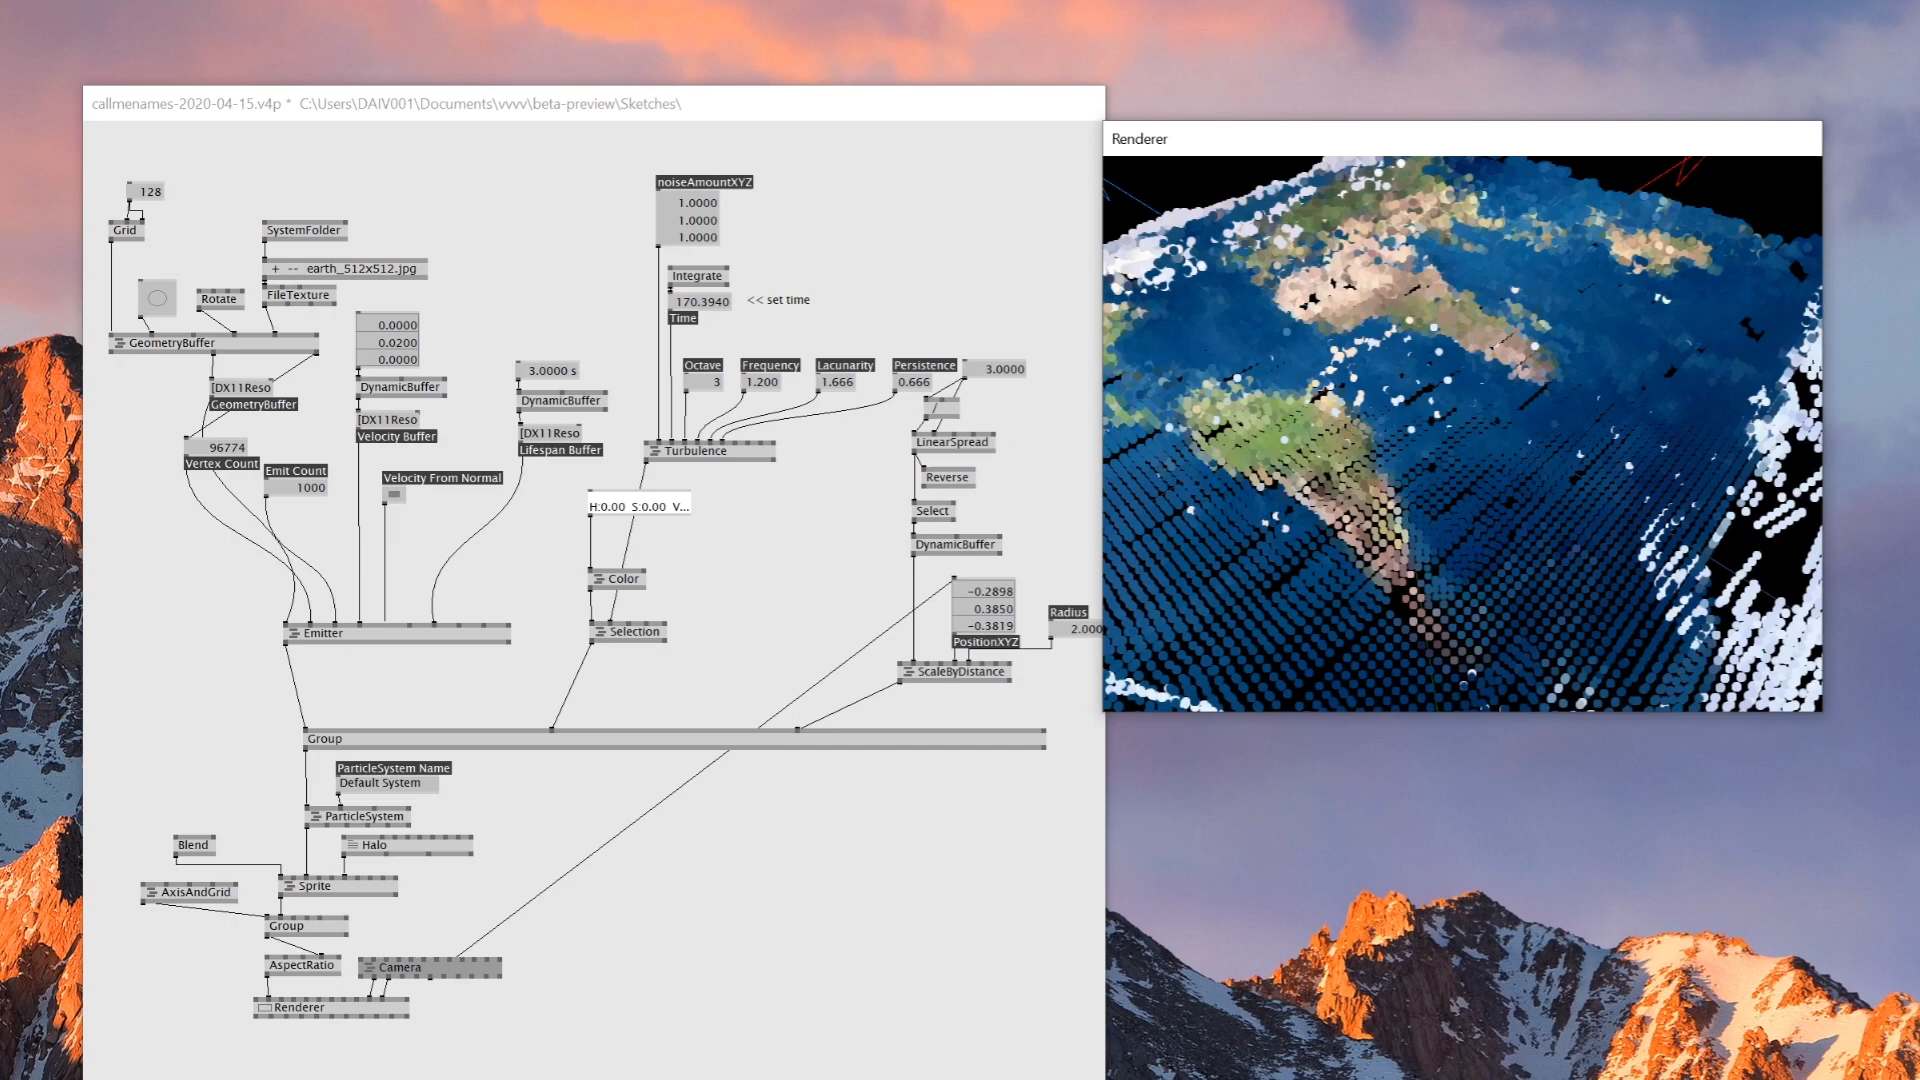 callmenames-2020-04-15.v4p * C:\Users\DAIV001\Documents\vvvv\beta-preview\Sketches\
Renderer
128
Grid
SystemFolder
+ -- earth_512x512.jpg
Rotate
FileTexture
GeometryBuffer
[DX11Reso
GeometryBuffer
96774
Vertex Count
Emit Count
1000
0.0000
0.0200
0.0000
DynamicBuffer
[DX11Reso
Velocity Buffer
Velocity From Normal
3.0000 s
DynamicBuffer
[DX11Reso
Lifespan Buffer
Emitter
noiseAmountXYZ
1.0000
1.0000
1.0000
Integrate
170.3940 << set time
Time
Octave
3
Frequency
1.200
Lacunarity
1.666
Persistence
0.666
Turbulence
H:0.00 S:0.00 V...
Color
Selection
3.0000
LinearSpread
Reverse
Select
DynamicBuffer
-0.2898
0.3850
-0.3819
PositionXYZ
Radius
2.000
ScaleByDistance
Group
ParticleSystem Name
Default System
ParticleSystem
Blend
Halo
Sprite
AxisAndGrid
Group
AspectRatio
Camera
Renderer